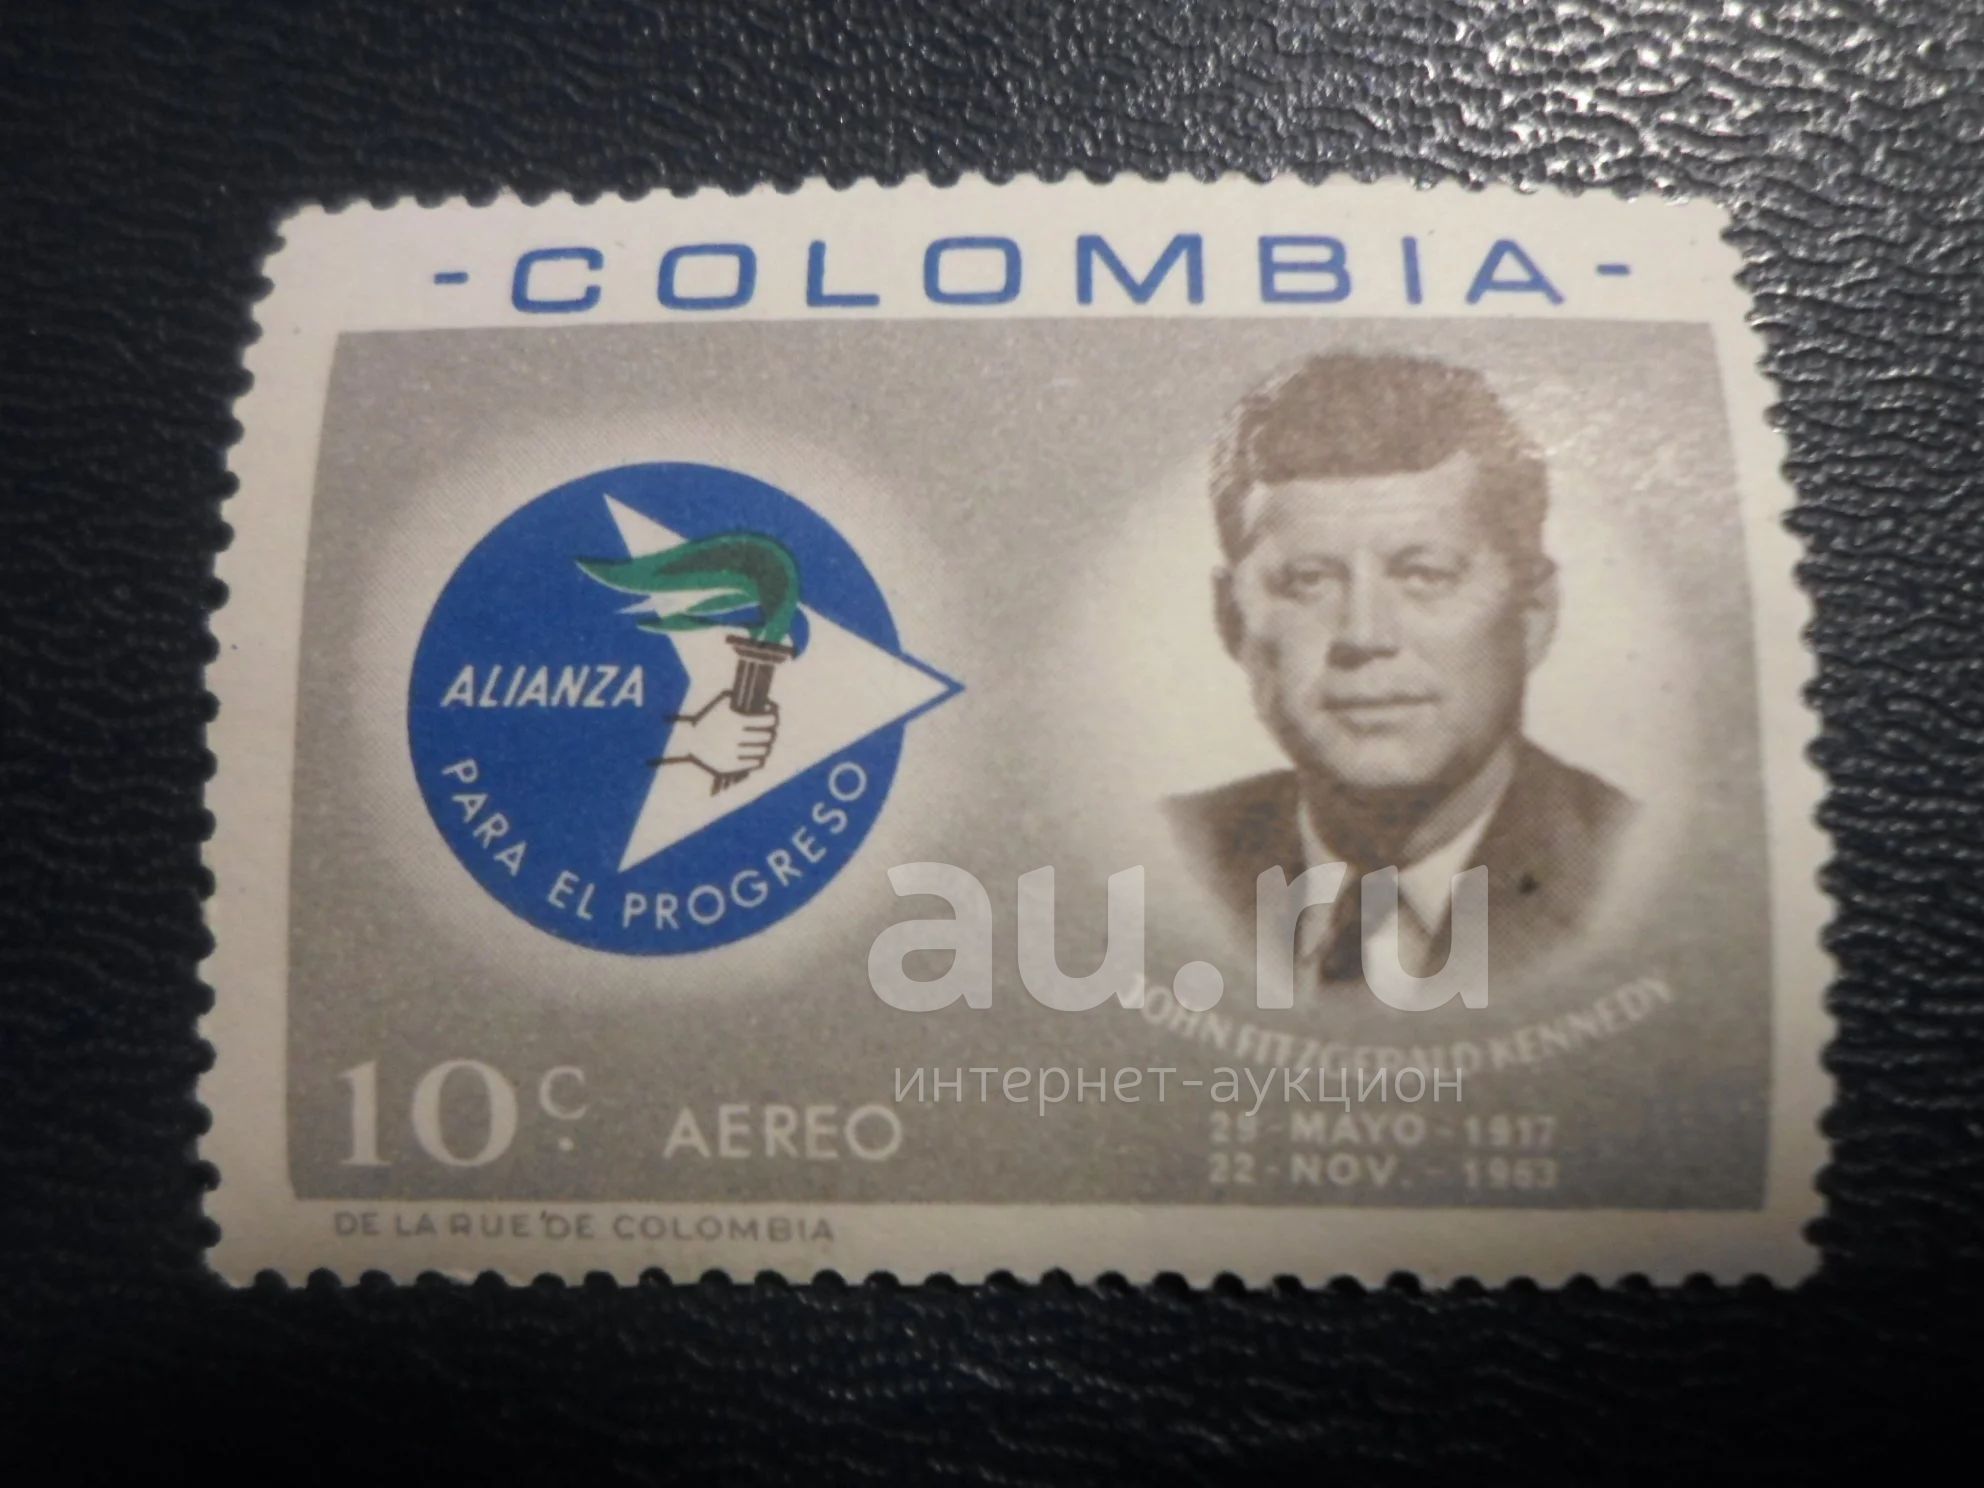 -COLOMBIA-
ALIANZA
PARA EL PROGRESO
JOHN FITZGERALD KENNEDY
29-MAYO-1917
22-NOV.-1963
10c. AEREO
DE LA RUE DE COLOMBIA
au.ru
интернет-аукцион